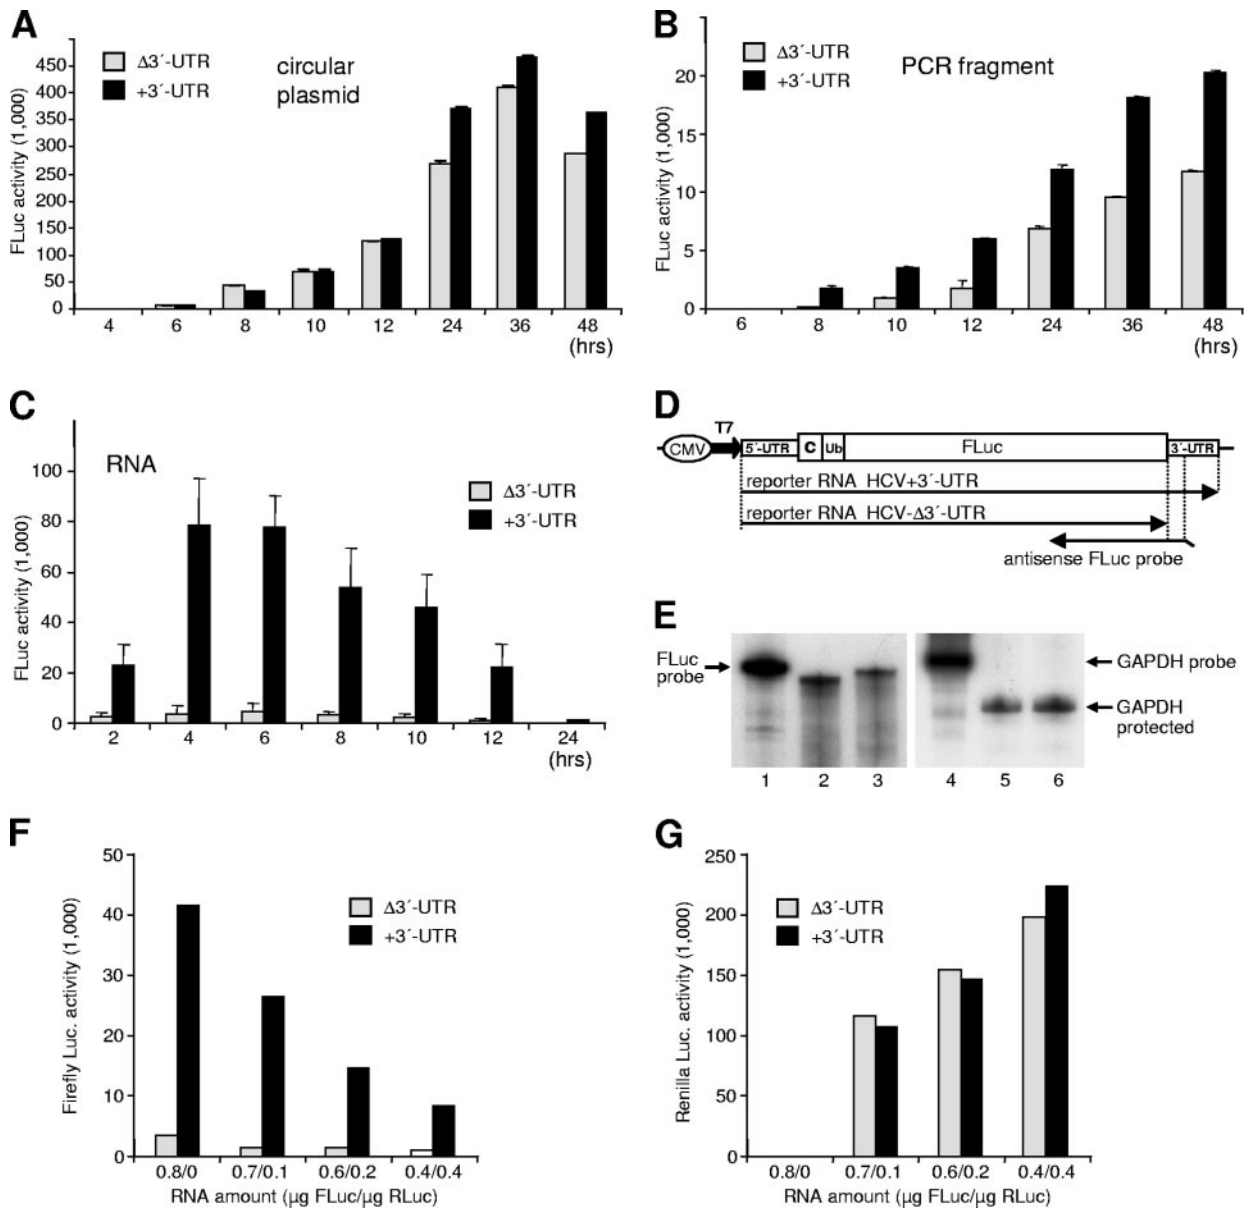 A
Δ3´-UTR
+3´-UTR
circular
plasmid
FLuc activity (1,000)
450
400
350
300
250
200
150
100
50
0
4 6 8 10 12 24 36 48
(hrs)
B
Δ3´-UTR
+3´-UTR
PCR fragment
FLuc activity (1,000)
20
15
10
5
0
6 8 10 12 24 36 48
(hrs)
C
RNA
Δ3´-UTR
+3´-UTR
FLuc activity (1,000)
100
80
60
40
20
0
2 4 6 8 10 12 24
(hrs)
D
T7
CMV 5´-UTR C Ub FLuc 3´-UTR
reporter RNA HCV+3´-UTR
reporter RNA HCV-Δ3´-UTR
antisense FLuc probe
E
FLuc
probe
GAPDH probe
GAPDH
protected
1 2 3 4 5 6
F
Δ3´-UTR
+3´-UTR
Firefly Luc. activity (1,000)
50
40
30
20
10
0
0.8/0 0.7/0.1 0.6/0.2 0.4/0.4
RNA amount (μg FLuc/μg RLuc)
G
Δ3´-UTR
+3´-UTR
Renilla Luc. activity (1,000)
250
200
150
100
50
0
0.8/0 0.7/0.1 0.6/0.2 0.4/0.4
RNA amount (μg FLuc/μg RLuc)